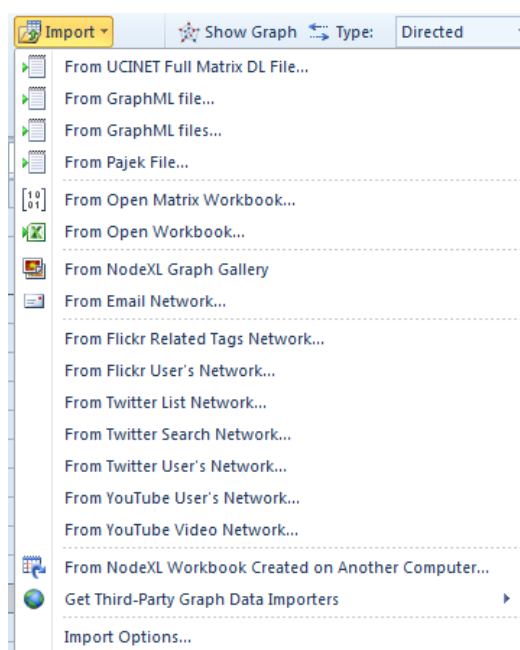 Import Show Graph Type: Directed
From UCINET Full Matrix DL File...
From GraphML file...
From GraphML files...
From Pajek File...
From Open Matrix Workbook...
From Open Workbook...
From NodeXL Graph Gallery
From Email Network...
From Flickr Related Tags Network...
From Flickr User's Network...
From Twitter List Network...
From Twitter Search Network...
From Twitter User's Network...
From YouTube User's Network...
From YouTube Video Network...
From NodeXL Workbook Created on Another Computer...
Get Third-Party Graph Data Importers
Import Options...